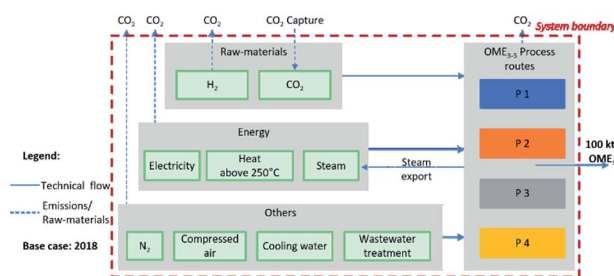 CO2 CO2 H2 CO2 Capture CO2
System boundary
Raw-materials
H2
CO2
OME3-5 Process
routes
P 1
P 2
P 3
P 4
Energy
Electricity
Heat
above 250°C
Steam
Steam
export
100 kt
OME3
Legend:
Technical flow
Emissions/
Raw-materials
Base case: 2018
Others
N2
Compressed
air
Cooling water
Wastewater
treatment